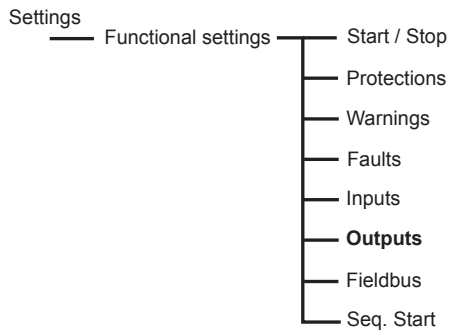 Settings
Functional settings
Start / Stop
Protections
Warnings
Faults
Inputs
Outputs
Fieldbus
Seq. Start